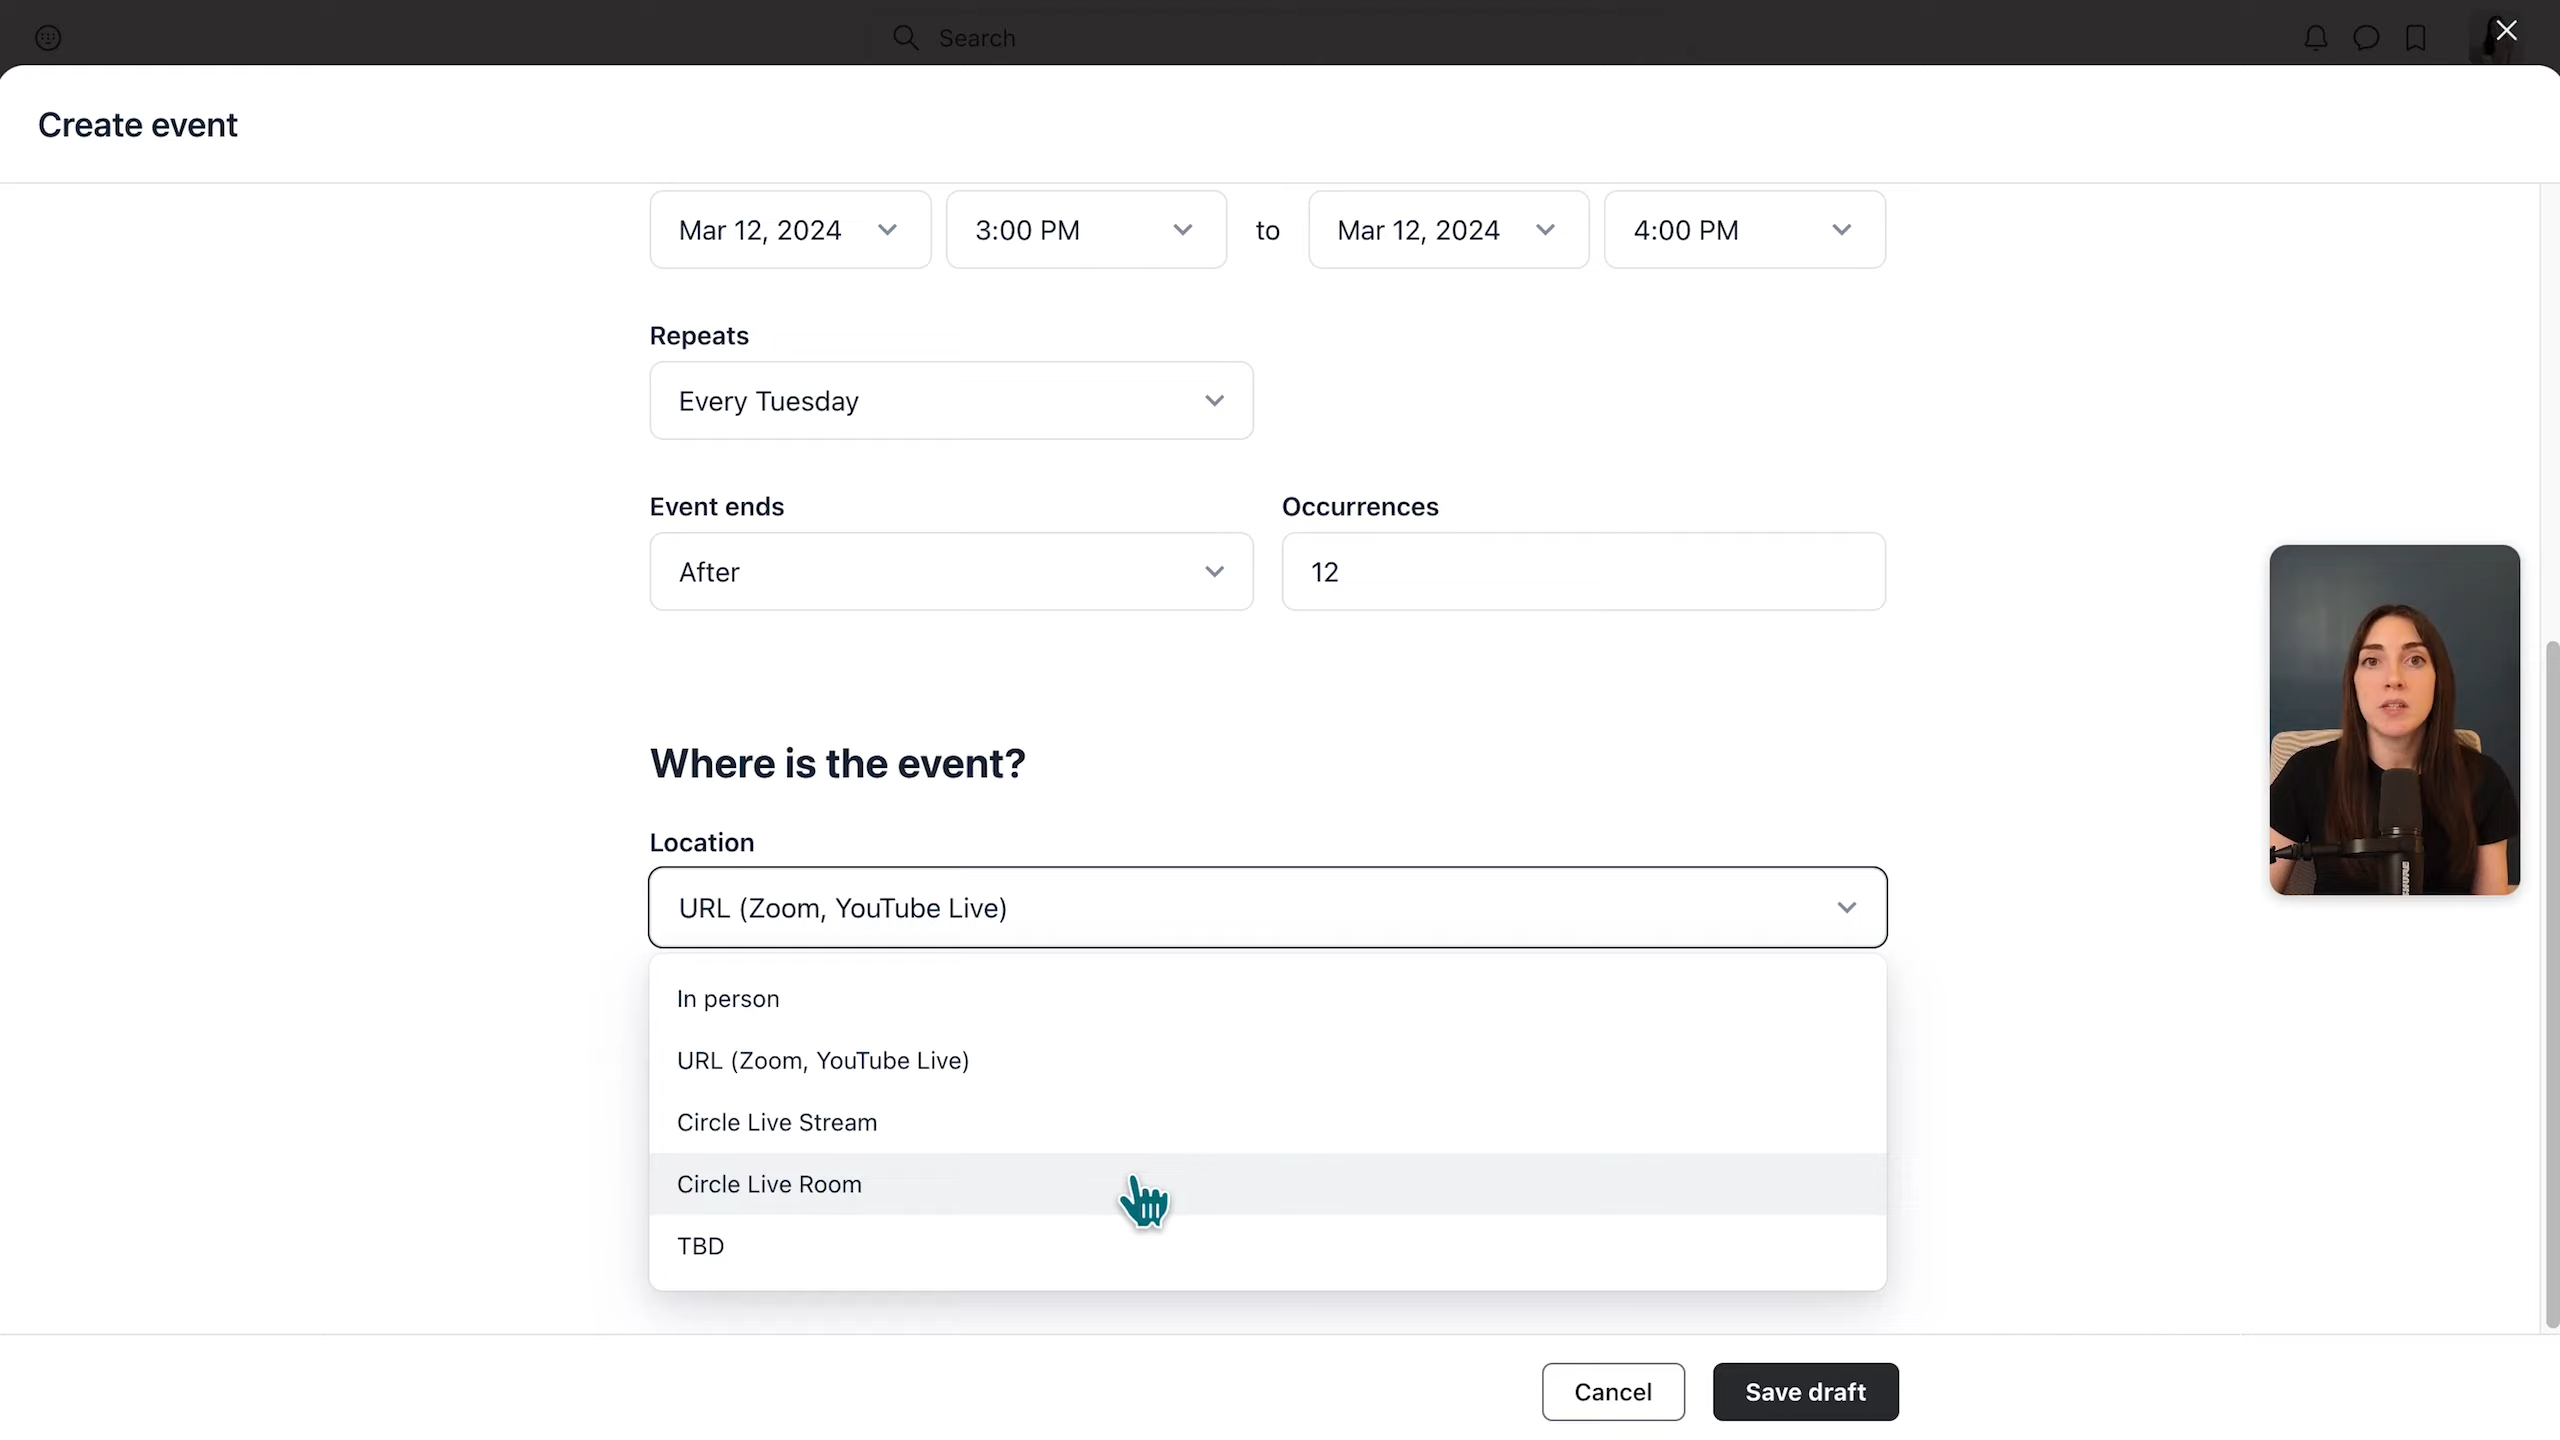 Search
Create event
Mar 12, 2024 3:00 PM to Mar 12, 2024 4:00 PM
Repeats
Every Tuesday
Event ends Occurrences
After 12
Where is the event?
Location
URL (Zoom, YouTube Live)
In person
URL (Zoom, YouTube Live)
Circle Live Stream
Circle Live Room
TBD
Cancel Save draft
SHURE